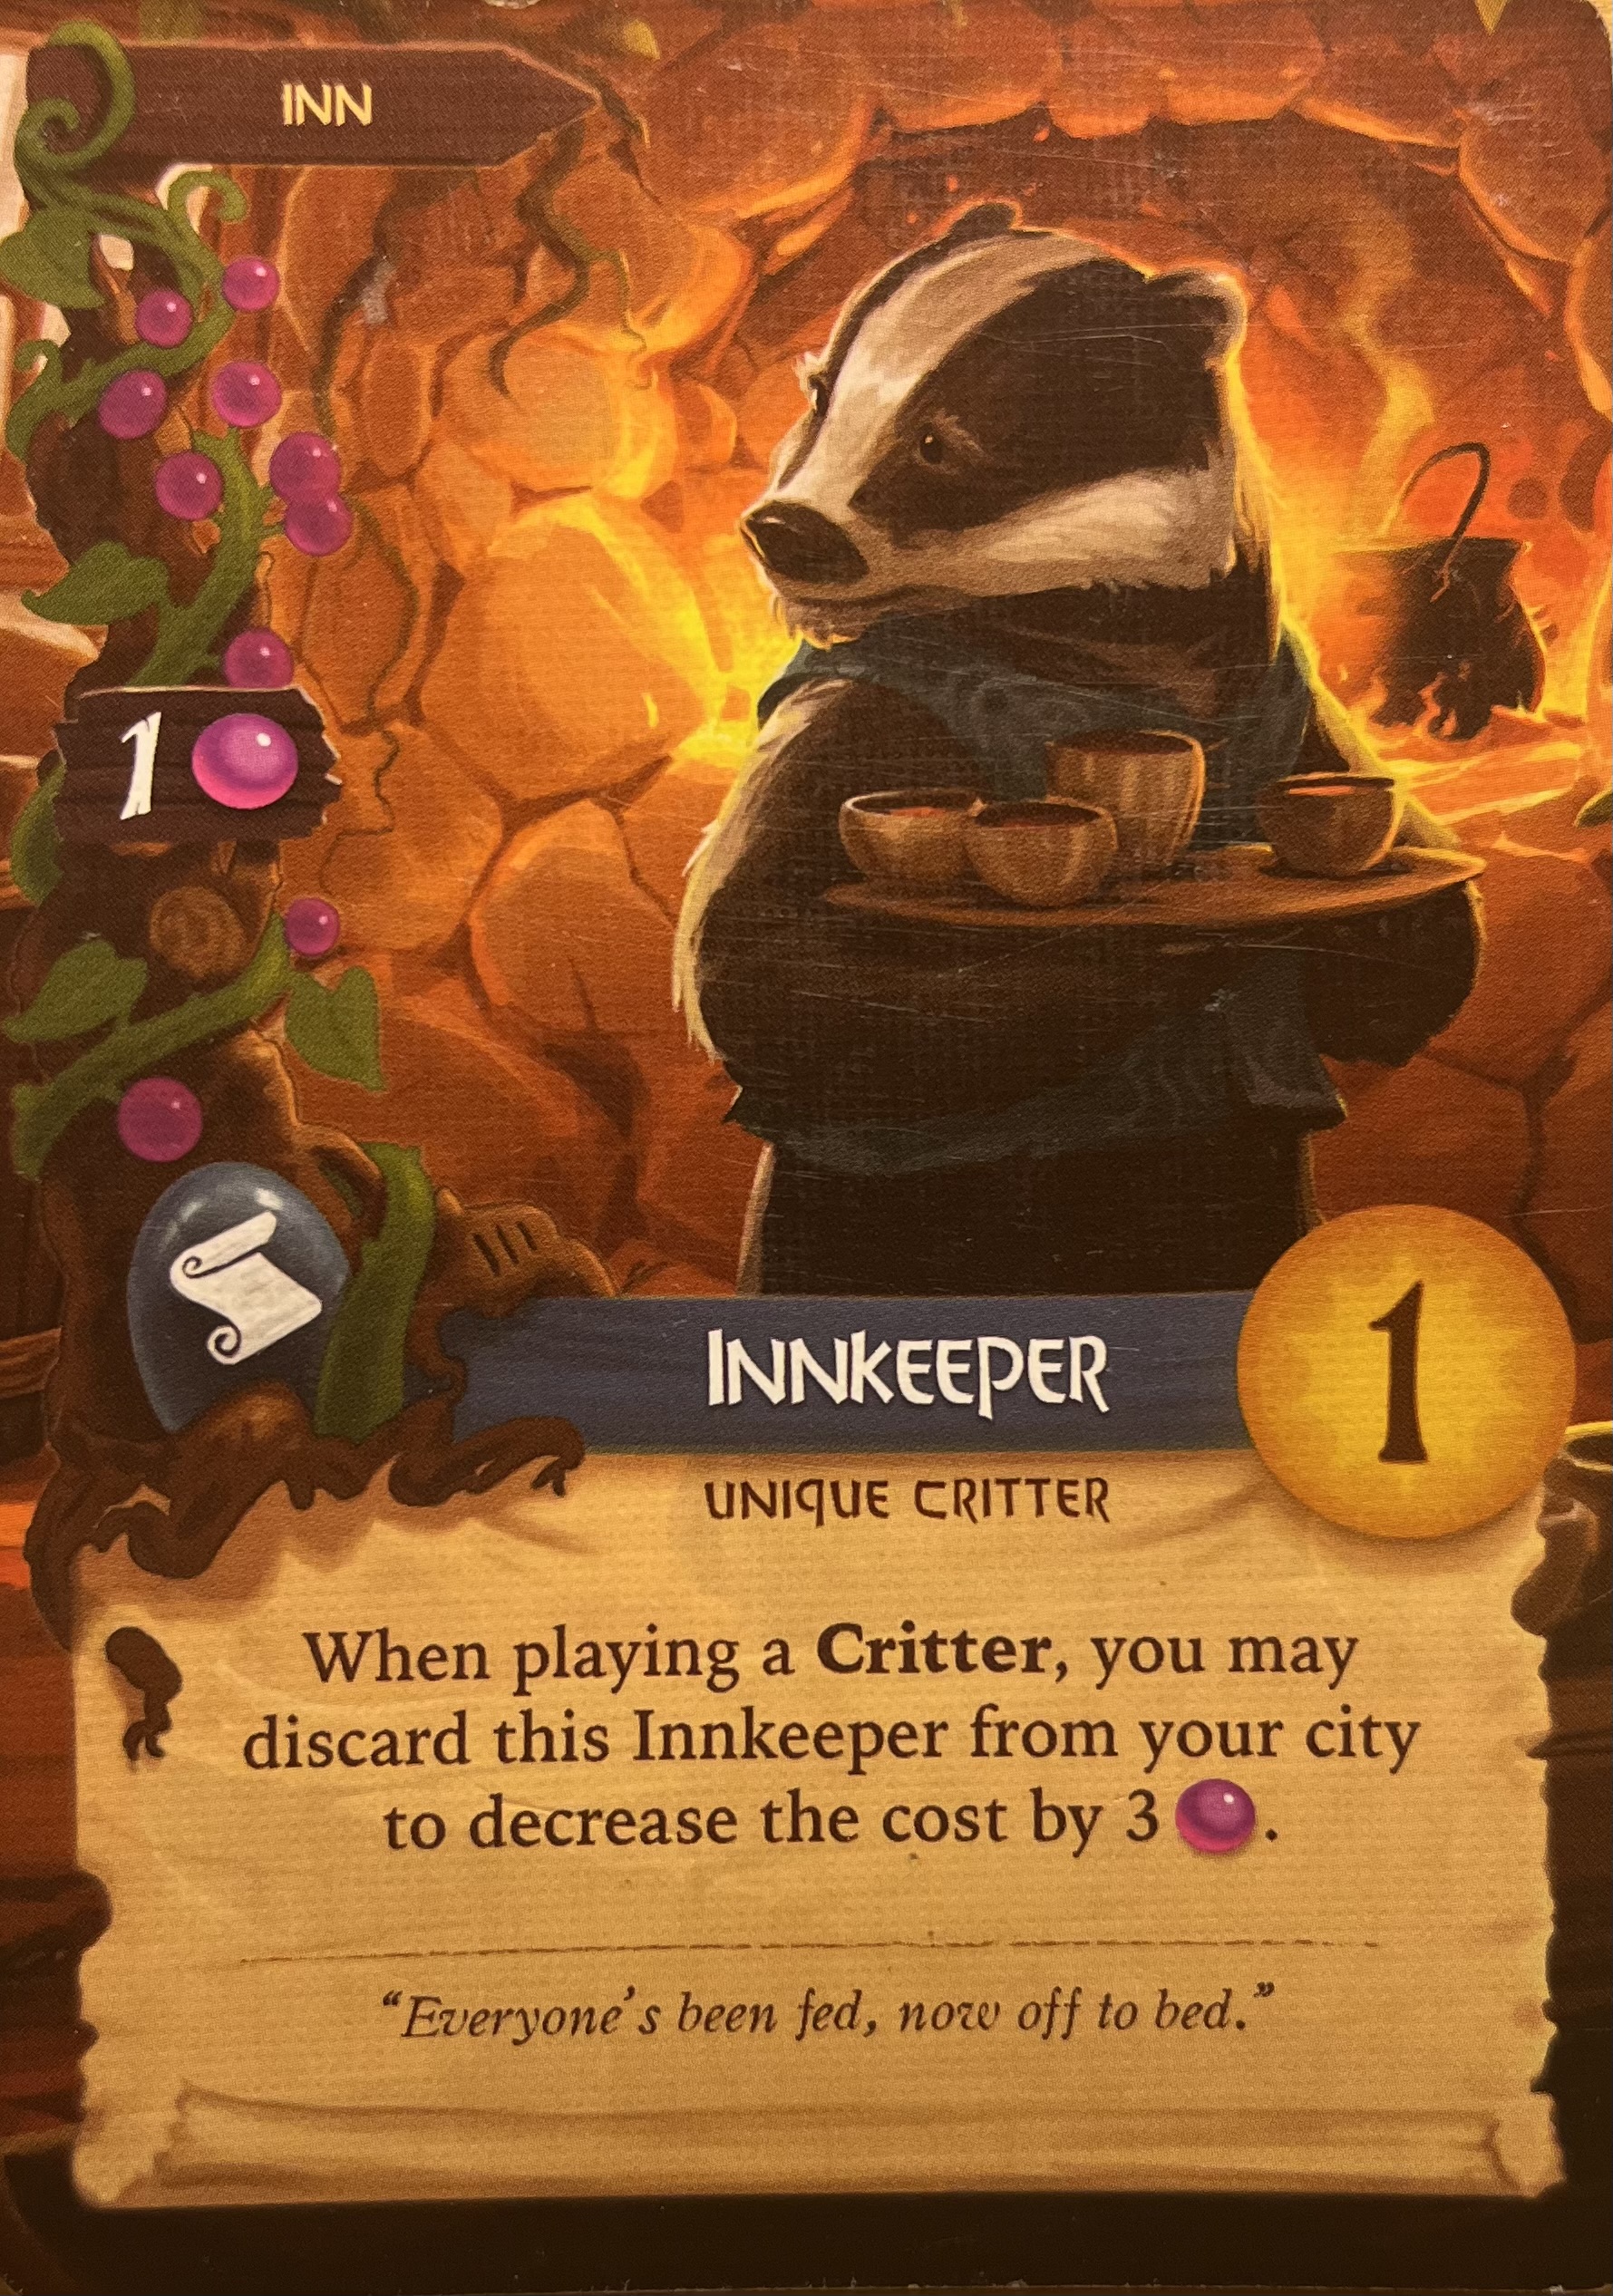 INN
1
INNKEEPER
1
UNIQUE CRITTER
When playing a Critter, you may
discard this Innkeeper from your city
to decrease the cost by 3 .
“Everyone’s been fed, now off to bed.”